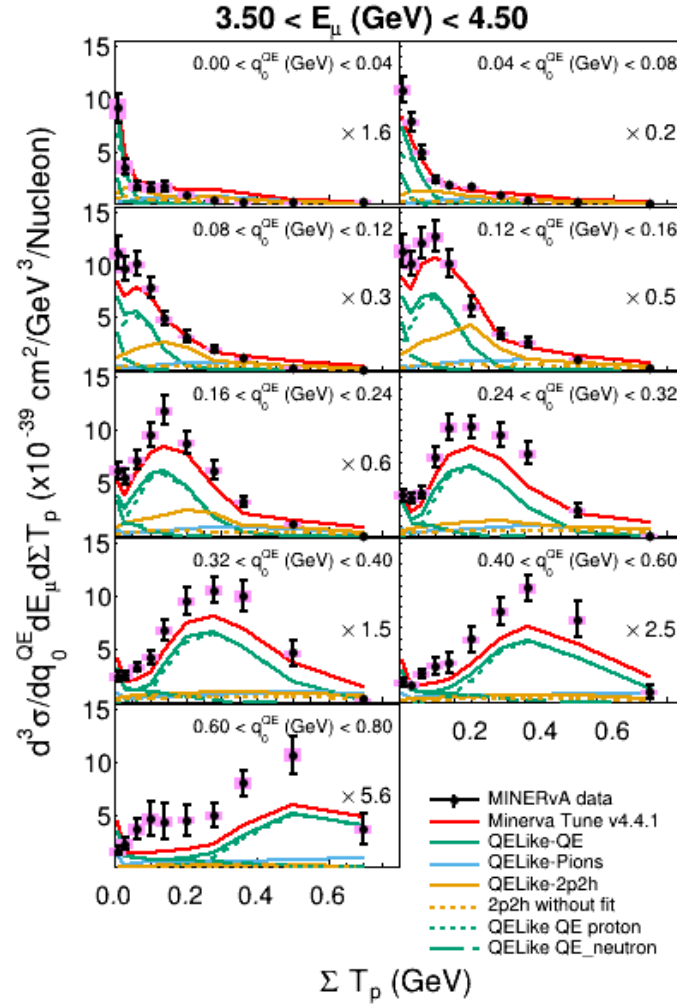 3.50 < E_μ (GeV) < 4.50
0.00 < q_0^QE (GeV) < 0.04
× 1.6
0.04 < q_0^QE (GeV) < 0.08
× 0.2
0.08 < q_0^QE (GeV) < 0.12
× 0.3
0.12 < q_0^QE (GeV) < 0.16
× 0.5
0.16 < q_0^QE (GeV) < 0.24
× 0.6
0.24 < q_0^QE (GeV) < 0.32
0.32 < q_0^QE (GeV) < 0.40
× 1.5
0.40 < q_0^QE (GeV) < 0.60
× 2.5
0.60 < q_0^QE (GeV) < 0.80
× 5.6
15
10
5
15
10
5
15
10
5
15
10
5
15
10
5
0.0 0.2 0.4 0.6
0.2 0.4 0.6
d³σ/dq_0^QE dE_μ dΣT_p (x10⁻³⁹ cm²/GeV³/Nucleon)
Σ T_p (GeV)
MINERvA data
Minerva Tune v4.4.1
QELike-QE
QELike-Pions
QELike-2p2h
2p2h without fit
QELike QE proton
QELike QE_neutron